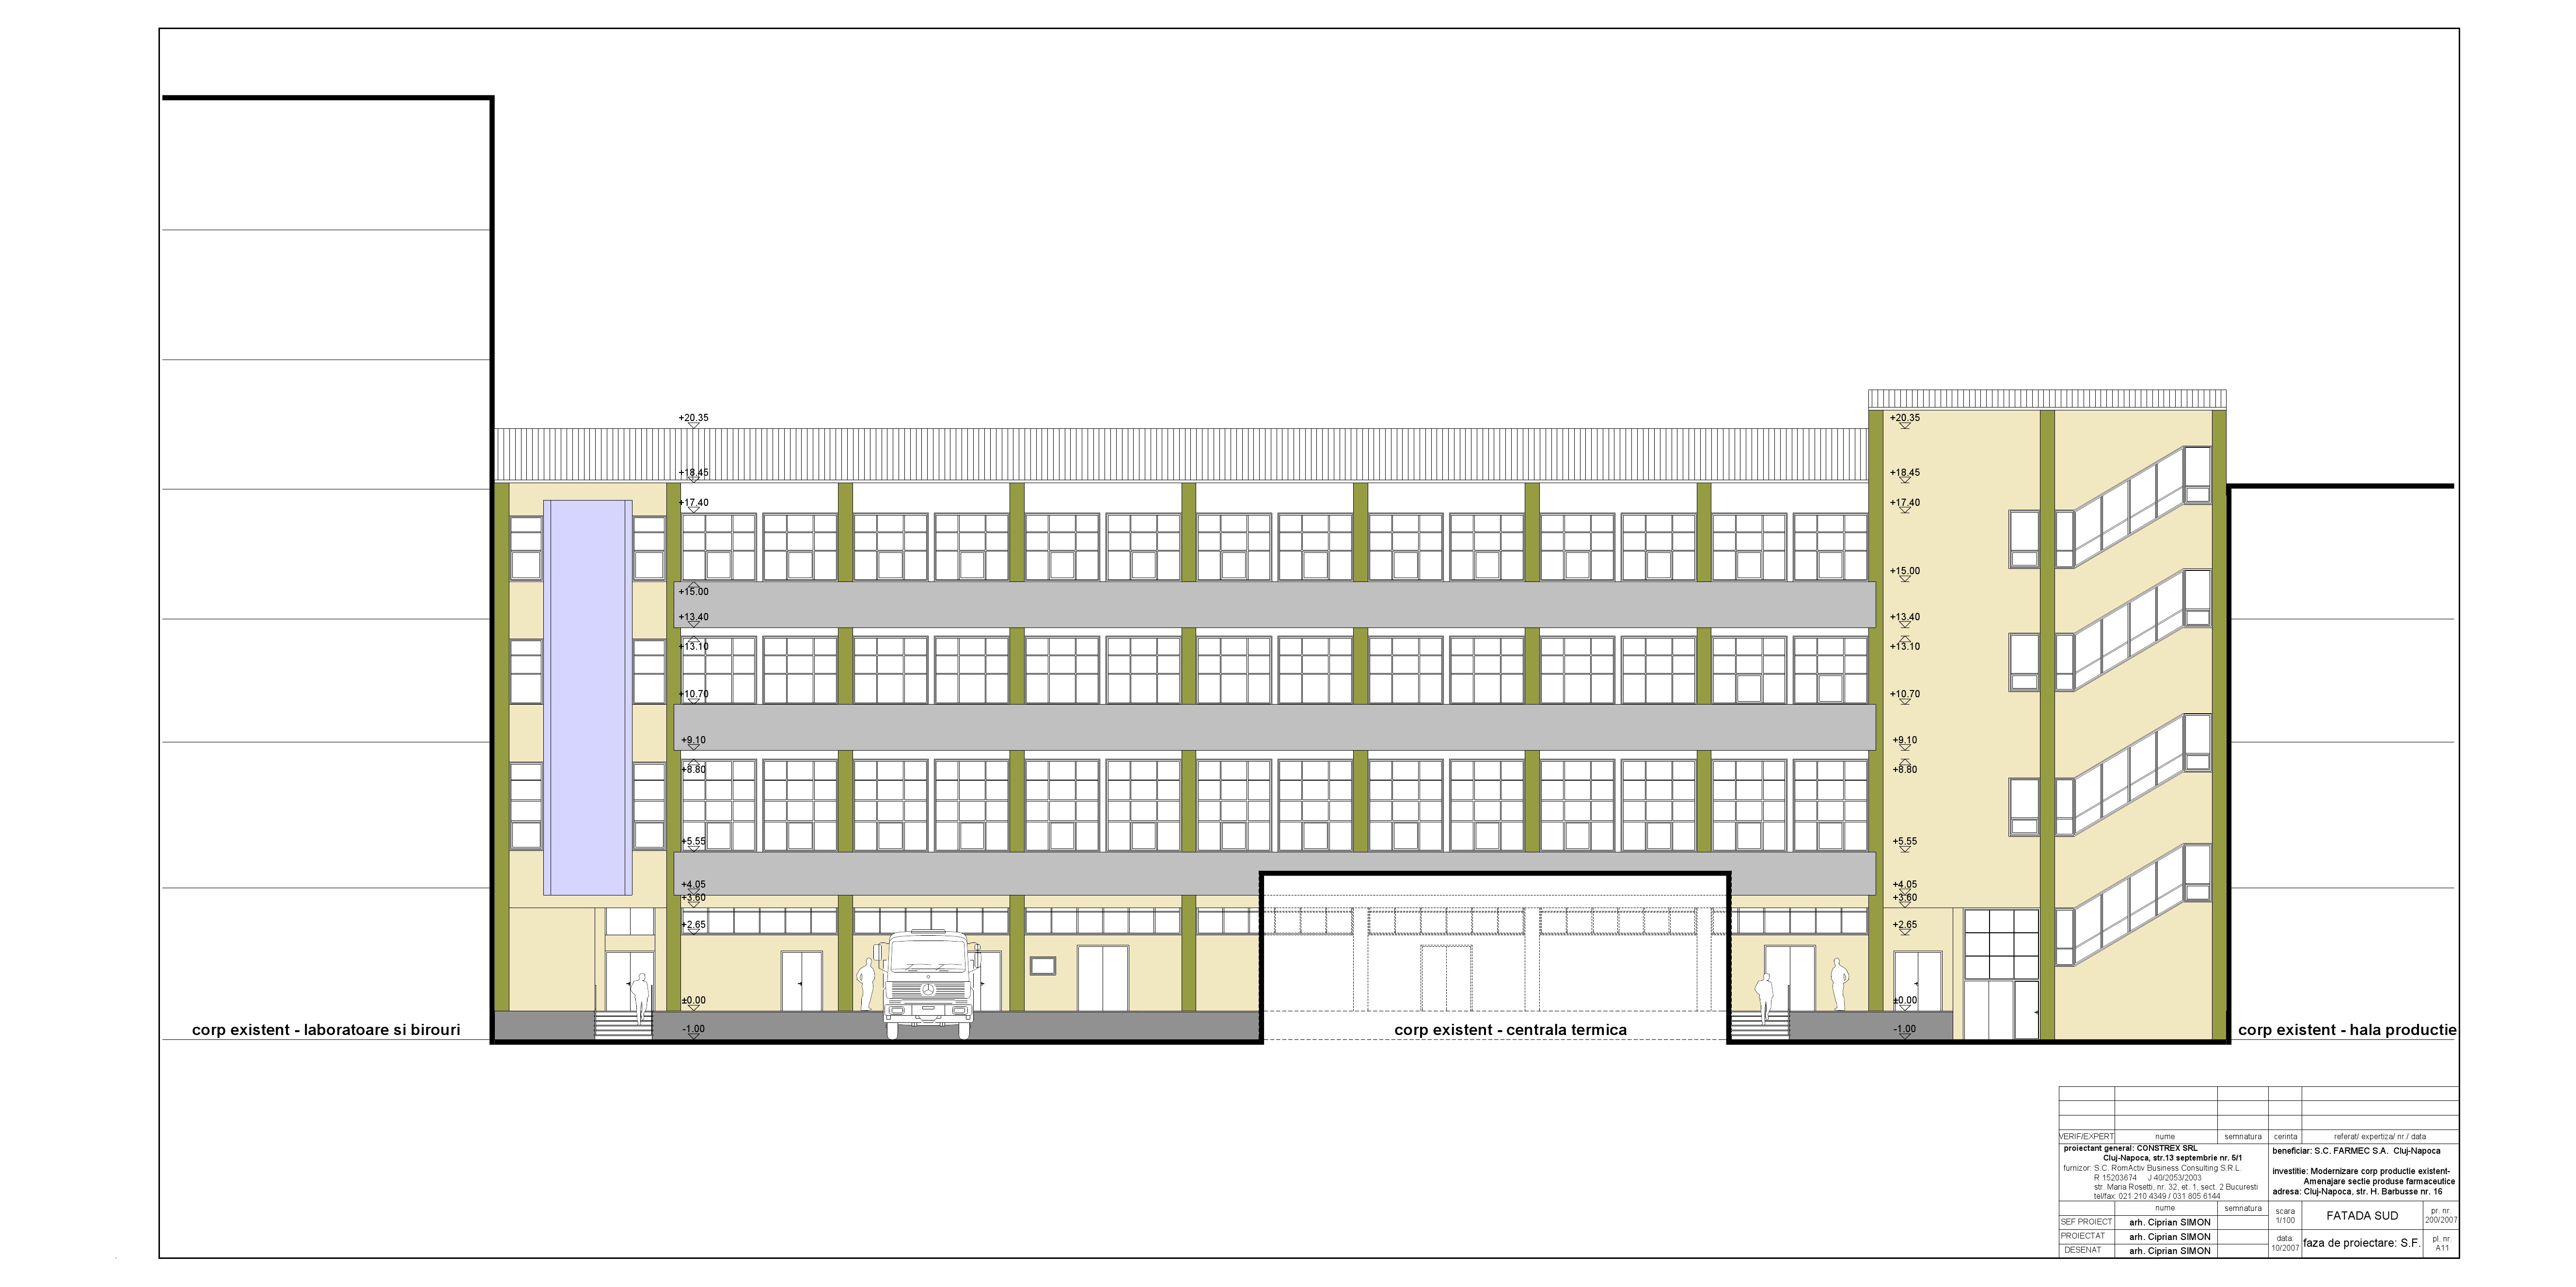 +20.35
+18.45
+17.40
+15.00
+13.40
+13.10
+10.70
+9.10
+8.80
+5.55
+4.05
+3.60
+2.65
±0.00
-1.00
+20.35
+18.45
+17.40
+15.00
+13.40
+13.10
+10.70
+9.10
+8.80
+5.55
+4.05
+3.60
+2.65
±0.00
-1.00
corp existent - laboratoare si birouri
corp existent - centrala termica
corp existent - hala productie
VERIF/EXPERT nume semnatura cerinta referat/ expertiza/ nr./ data
proiectant general: CONSTREX SRL
Cluj-Napoca, str.13 septembrie nr. 5/1
furnizor: S.C. RomActiv Business Consulting S.R.L.
R 15203674 J 40/2053/2003
str. Maria Rosetti, nr. 32, et. 1, sect. 2 Bucuresti
tel/fax: 021 210 4349 / 031 805 6144
beneficiar: S.C. FARMEC S.A. Cluj-Napoca
investitie: Modernizare corp productie existent-
Amenajare sectie produse farmaceutice
adresa: Cluj-Napoca, str. H. Barbusse nr. 16
nume semnatura
SEF PROIECT arh. Ciprian SIMON
PROIECTAT arh. Ciprian SIMON
DESENAT arh. Ciprian SIMON
scara
1/100
data:
10/2007
FATADA SUD
faza de proiectare: S.F.
pr. nr.
200/2007
pl. nr.
A11